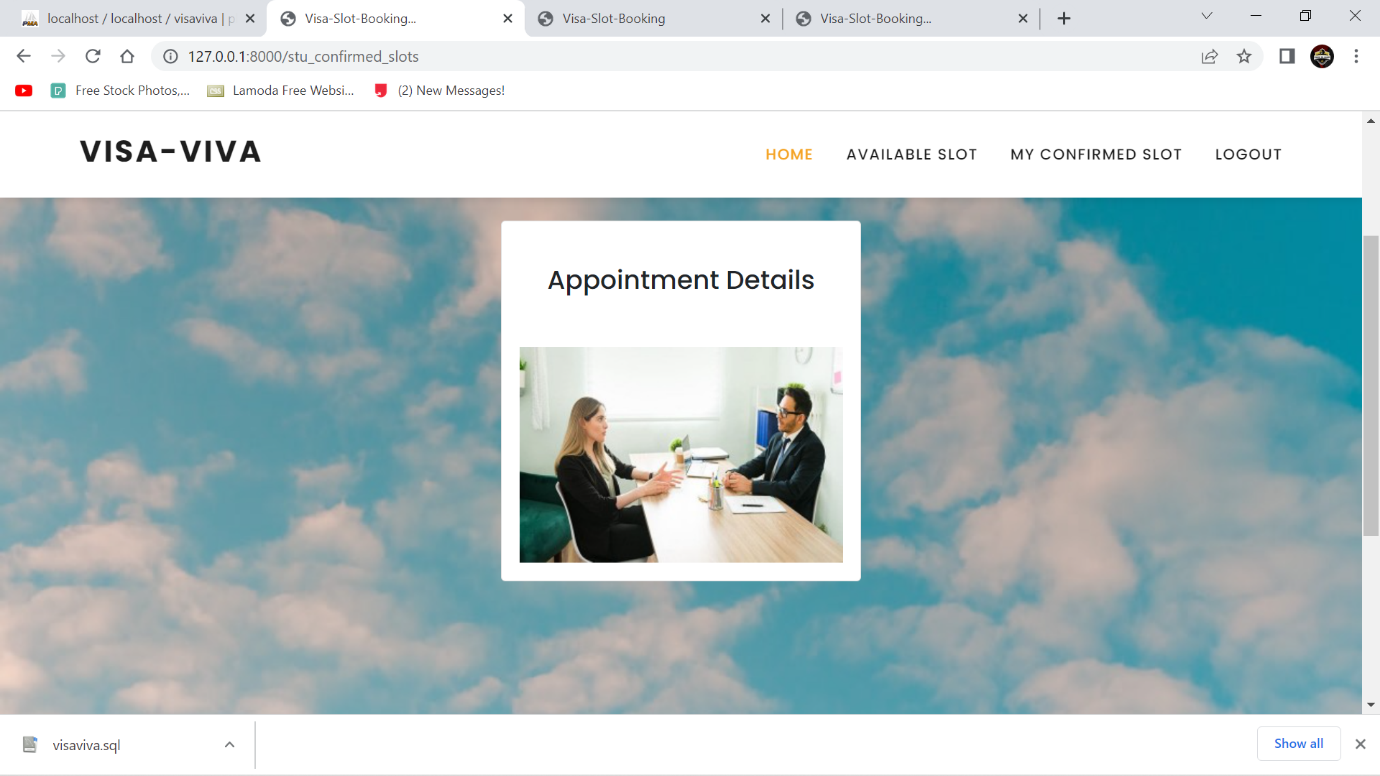 localhost / localhost / visaviva | p
Visa-Slot-Booking...
Visa-Slot-Booking
Visa-Slot-Booking...
127.0.0.1:8000/stu_confirmed_slots
Free Stock Photos,...
Lamoda Free Websi...
(2) New Messages!
VISA-VIVA
HOME
AVAILABLE SLOT
MY CONFIRMED SLOT
LOGOUT
Appointment Details
visaviva.sql
Show all